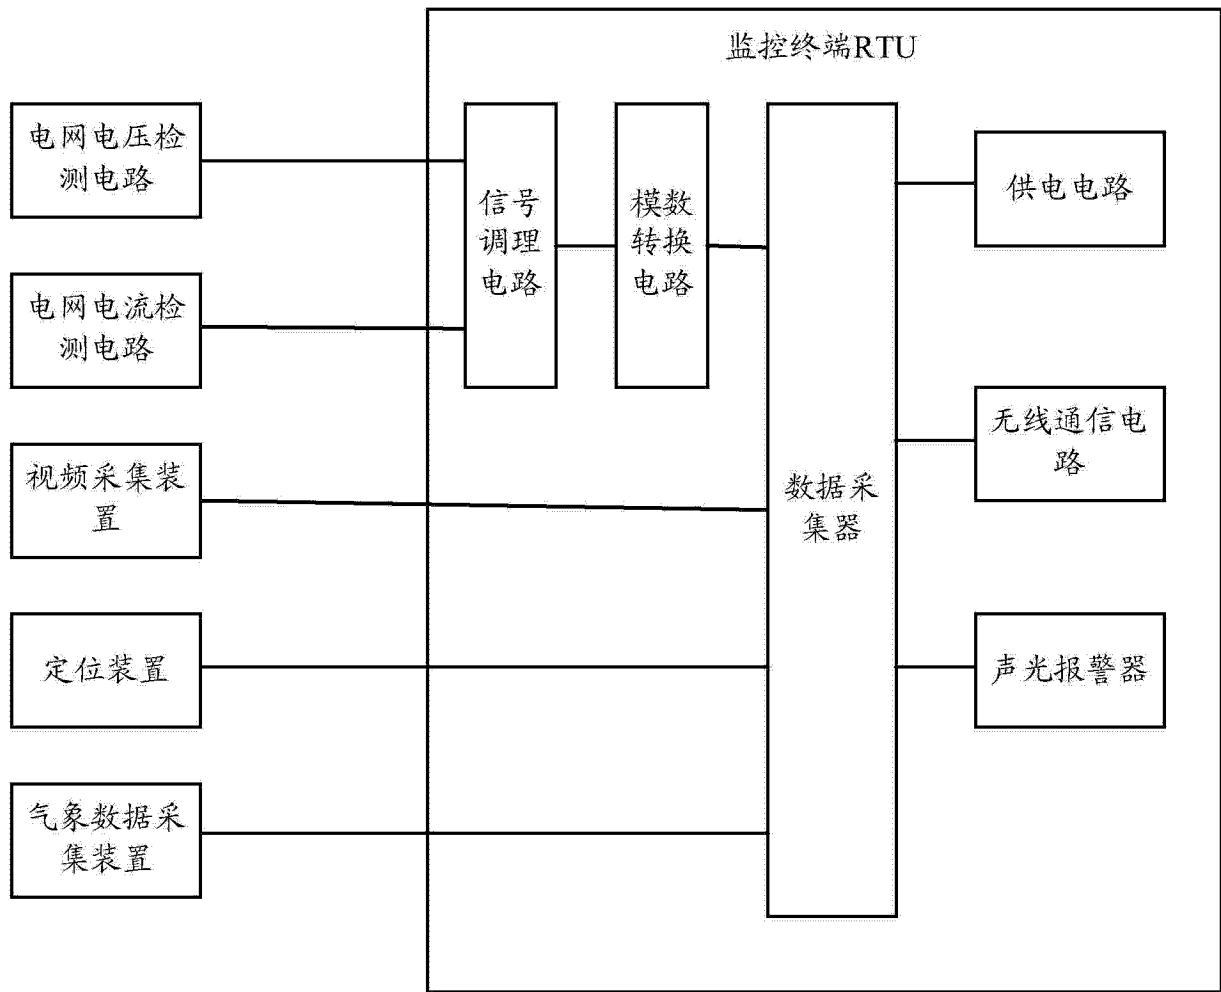 监控终端RTU
电网电压检
测电路
电网电流检
测电路
视频采集装
置
定位装置
气象数据采
集装置
信号
调理
电路
模数
转换
电路
数据采
集器
供电电路
无线通信电
路
声光报警器